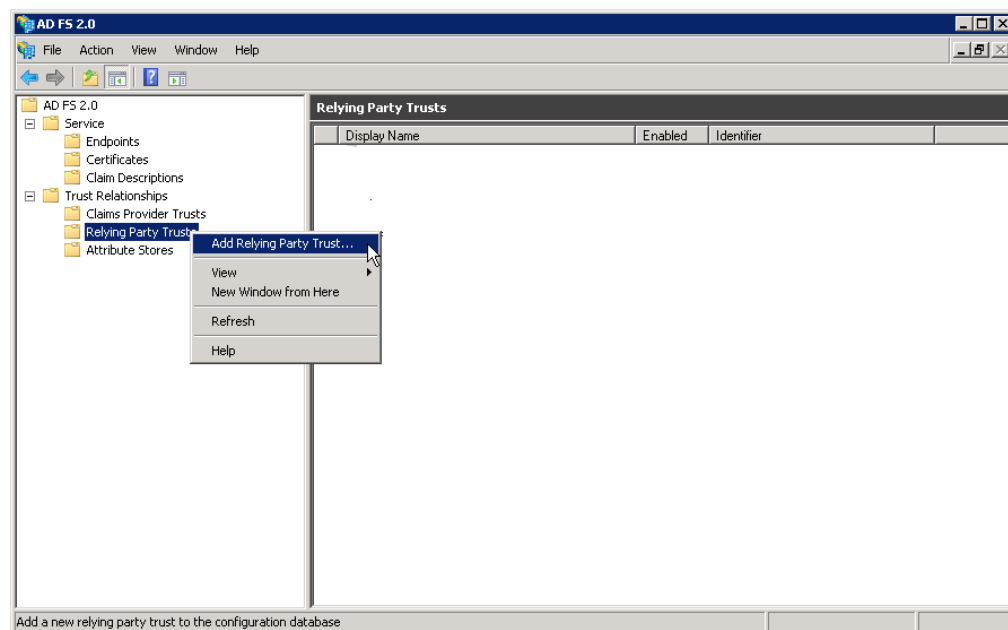 AD FS 2.0
File Action View Window Help
AD FS 2.0
Service
Endpoints
Certificates
Claim Descriptions
Trust Relationships
Claims Provider Trusts
Relying Party Trusts
Attribute Stores
Relying Party Trusts
Display Name Enabled Identifier
Add Relying Party Trust...
View
New Window from Here
Refresh
Help
Add a new relying party trust to the configuration database